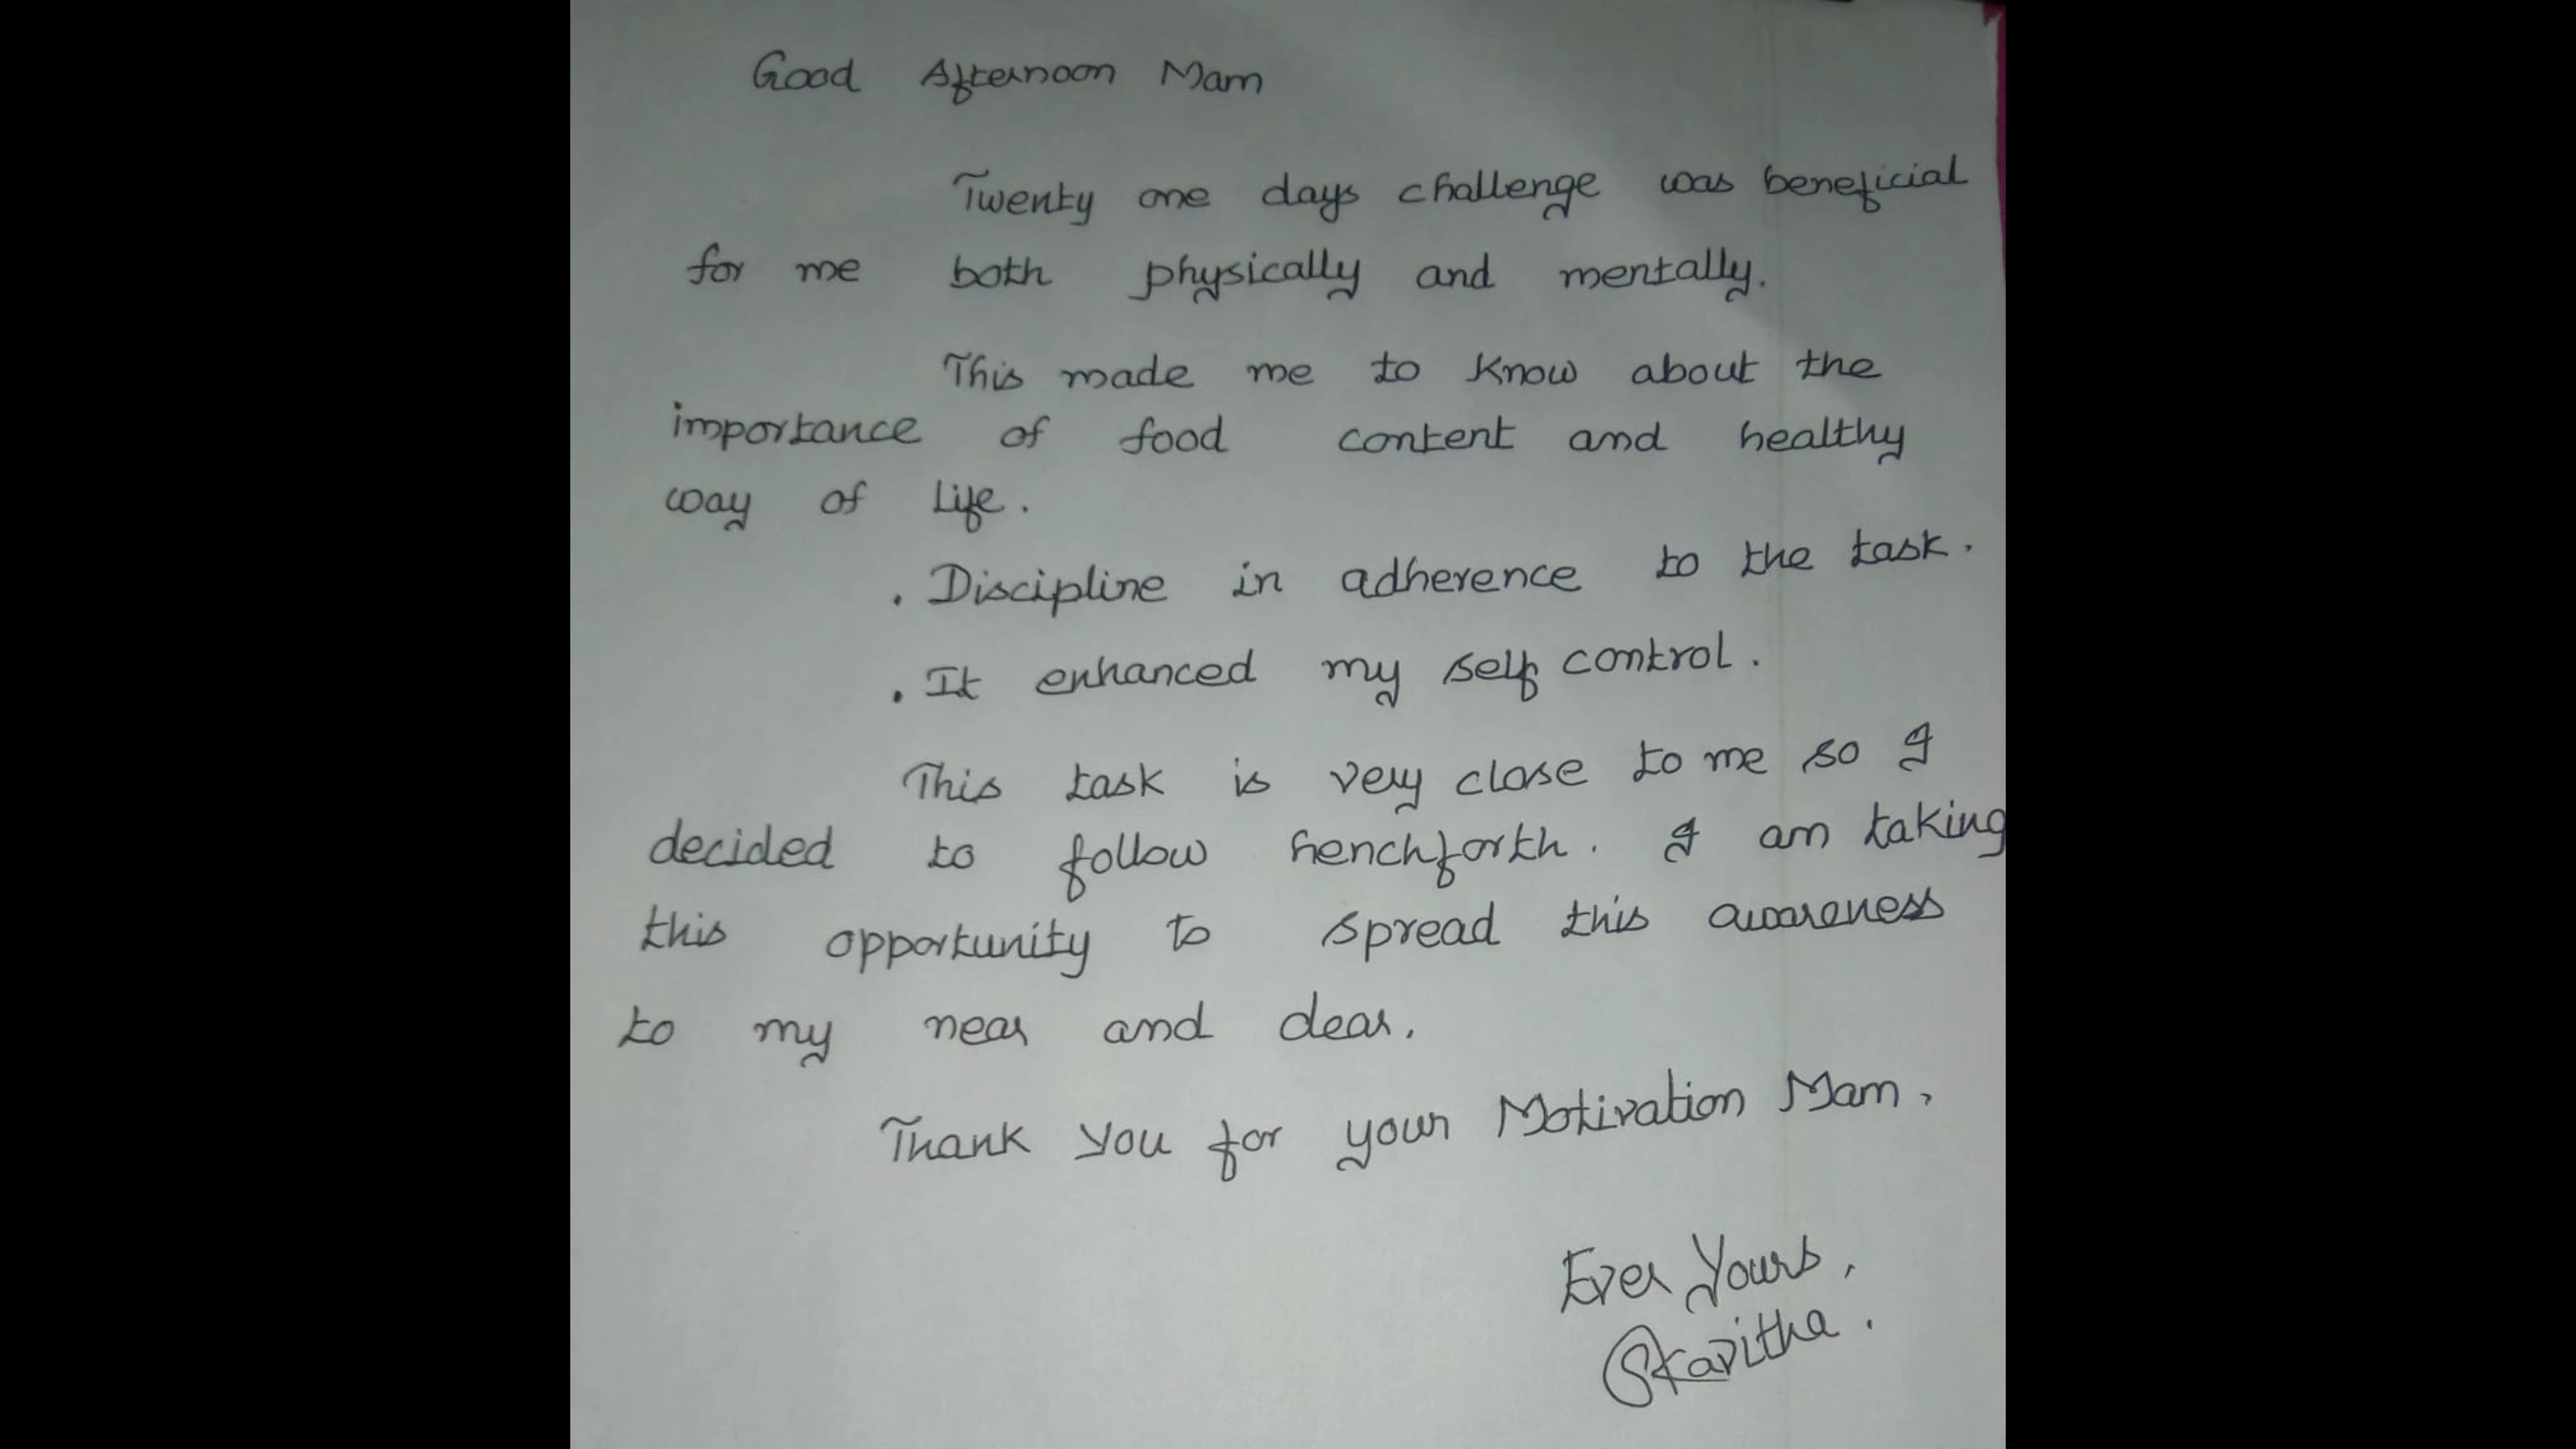 Good Afternoon Mam
Twenty one days challenge was beneficial
for me both physically and mentally.
This made me to know about the
importance of food content and healthy
way of Life.
. Discipline in adherence to the task.
. It enhanced my self control.
This task is very close to me so I
decided to follow henchforth. I am taking
this opportunity to spread this awareness
to my near and dear.
Thank you for your Motivation Mam,
Ever Yours,
SKavitha.